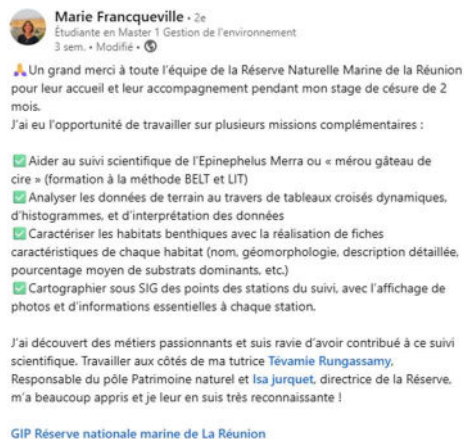 Marie Francqueville • 2e
Étudiante en Master 1 Gestion de l'environnement
3 sem. • Modifié •
🙏Un grand merci à toute l'équipe de la Réserve Naturelle Marine de la Réunion
pour leur accueil et leur accompagnement pendant mon stage de césure de 2
mois.
J'ai eu l'opportunité de travailler sur plusieurs missions complémentaires :
✅ Aider au suivi scientifique de l'Epinephelus Merra ou « mérou gâteau de
cire » (formation à la méthode BELT et LIT)
✅ Analyser les données de terrain au travers de tableaux croisés dynamiques,
d'histogrammes, et d'interprétation des données
✅ Caractériser les habitats benthiques avec la réalisation de fiches
caractéristiques de chaque habitat (nom, géomorphologie, description détaillée,
pourcentage moyen de substrats dominants, etc.)
✅ Cartographier sous SIG des points des stations du suivi, avec l'affichage de
photos et d'informations essentielles à chaque station.
J'ai découvert des métiers passionnants et suis ravie d'avoir contribué à ce suivi
scientifique. Travailler aux côtés de ma tutrice Tévamie Rungassamy,
Responsable du pôle Patrimoine naturel et Isa jurquet, directrice de la Réserve,
m'a beaucoup appris et je leur en suis très reconnaissante !
GIP Réserve nationale marine de La Réunion